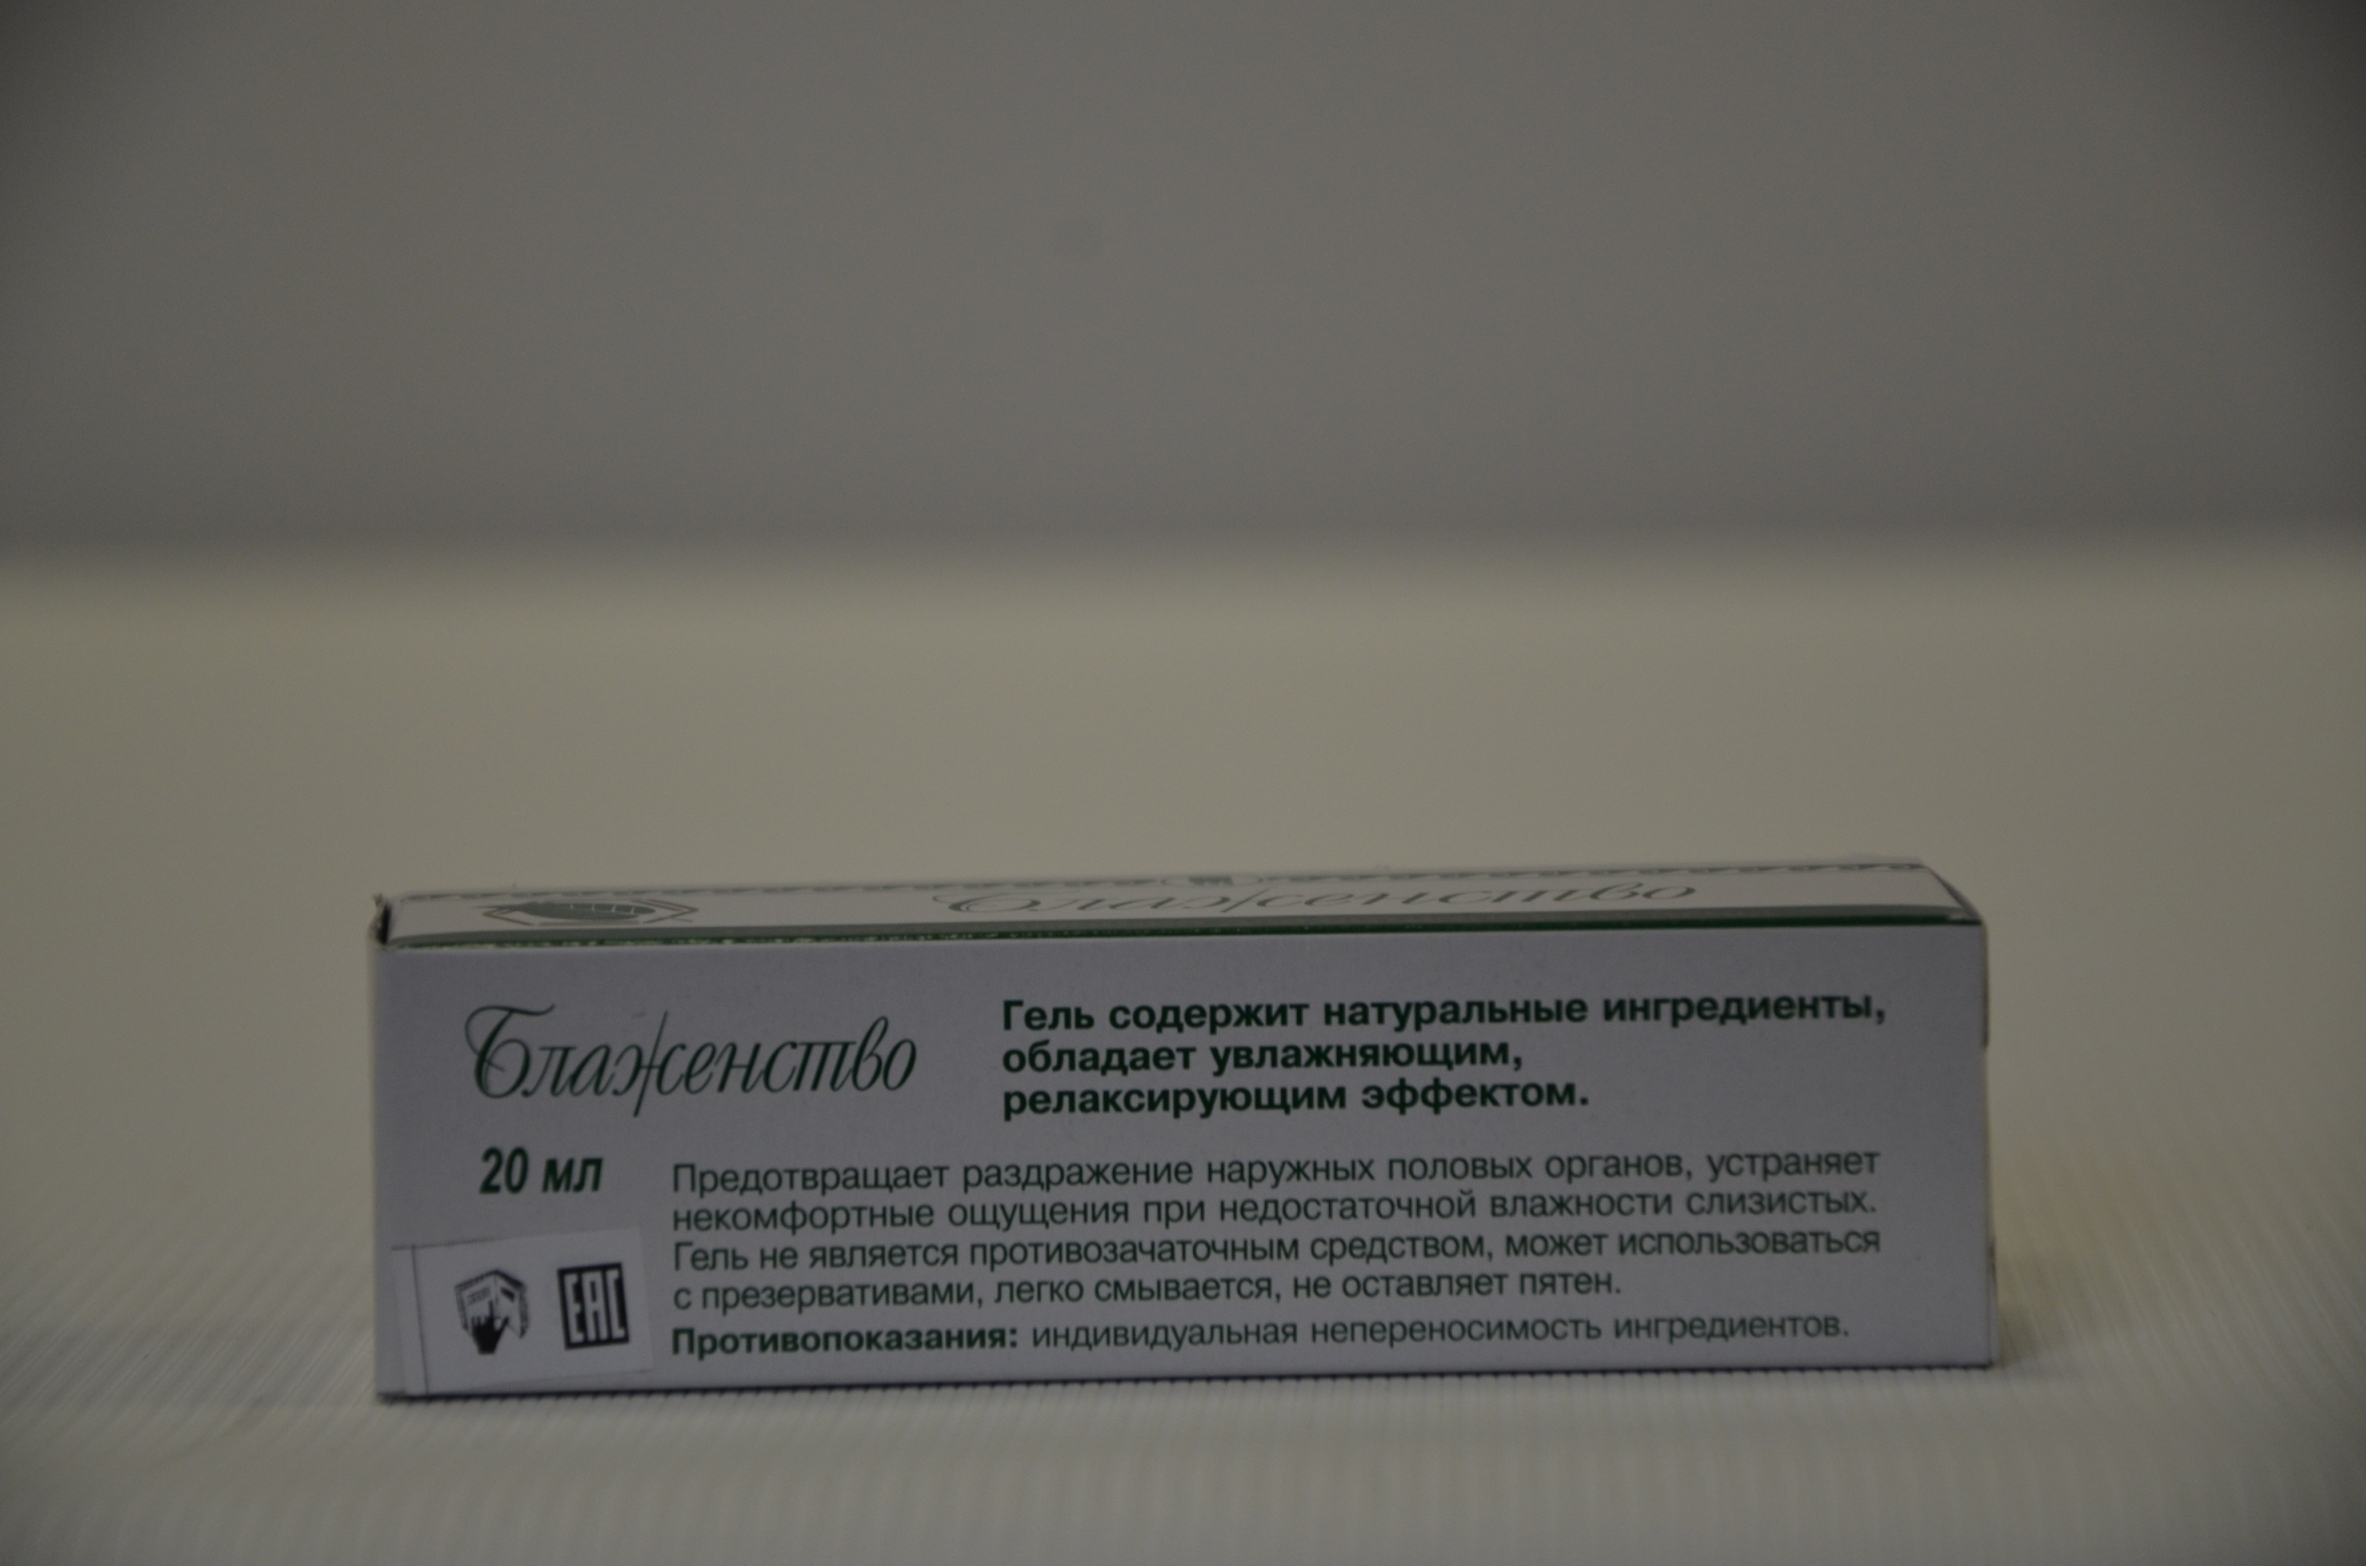 Блаженство
Блаженство
20 мл
Гель содержит натуральные ингредиенты,
обладает увлажняющим,
релаксирующим эффектом.
Предотвращает раздражение наружных половых органов, устраняет
некомфортные ощущения при недостаточной влажности слизистых.
Гель не является противозачаточным средством, может использоваться
с презервативами, легко смывается, не оставляет пятен.
Противопоказания: индивидуальная непереносимость ингредиентов.
EAC